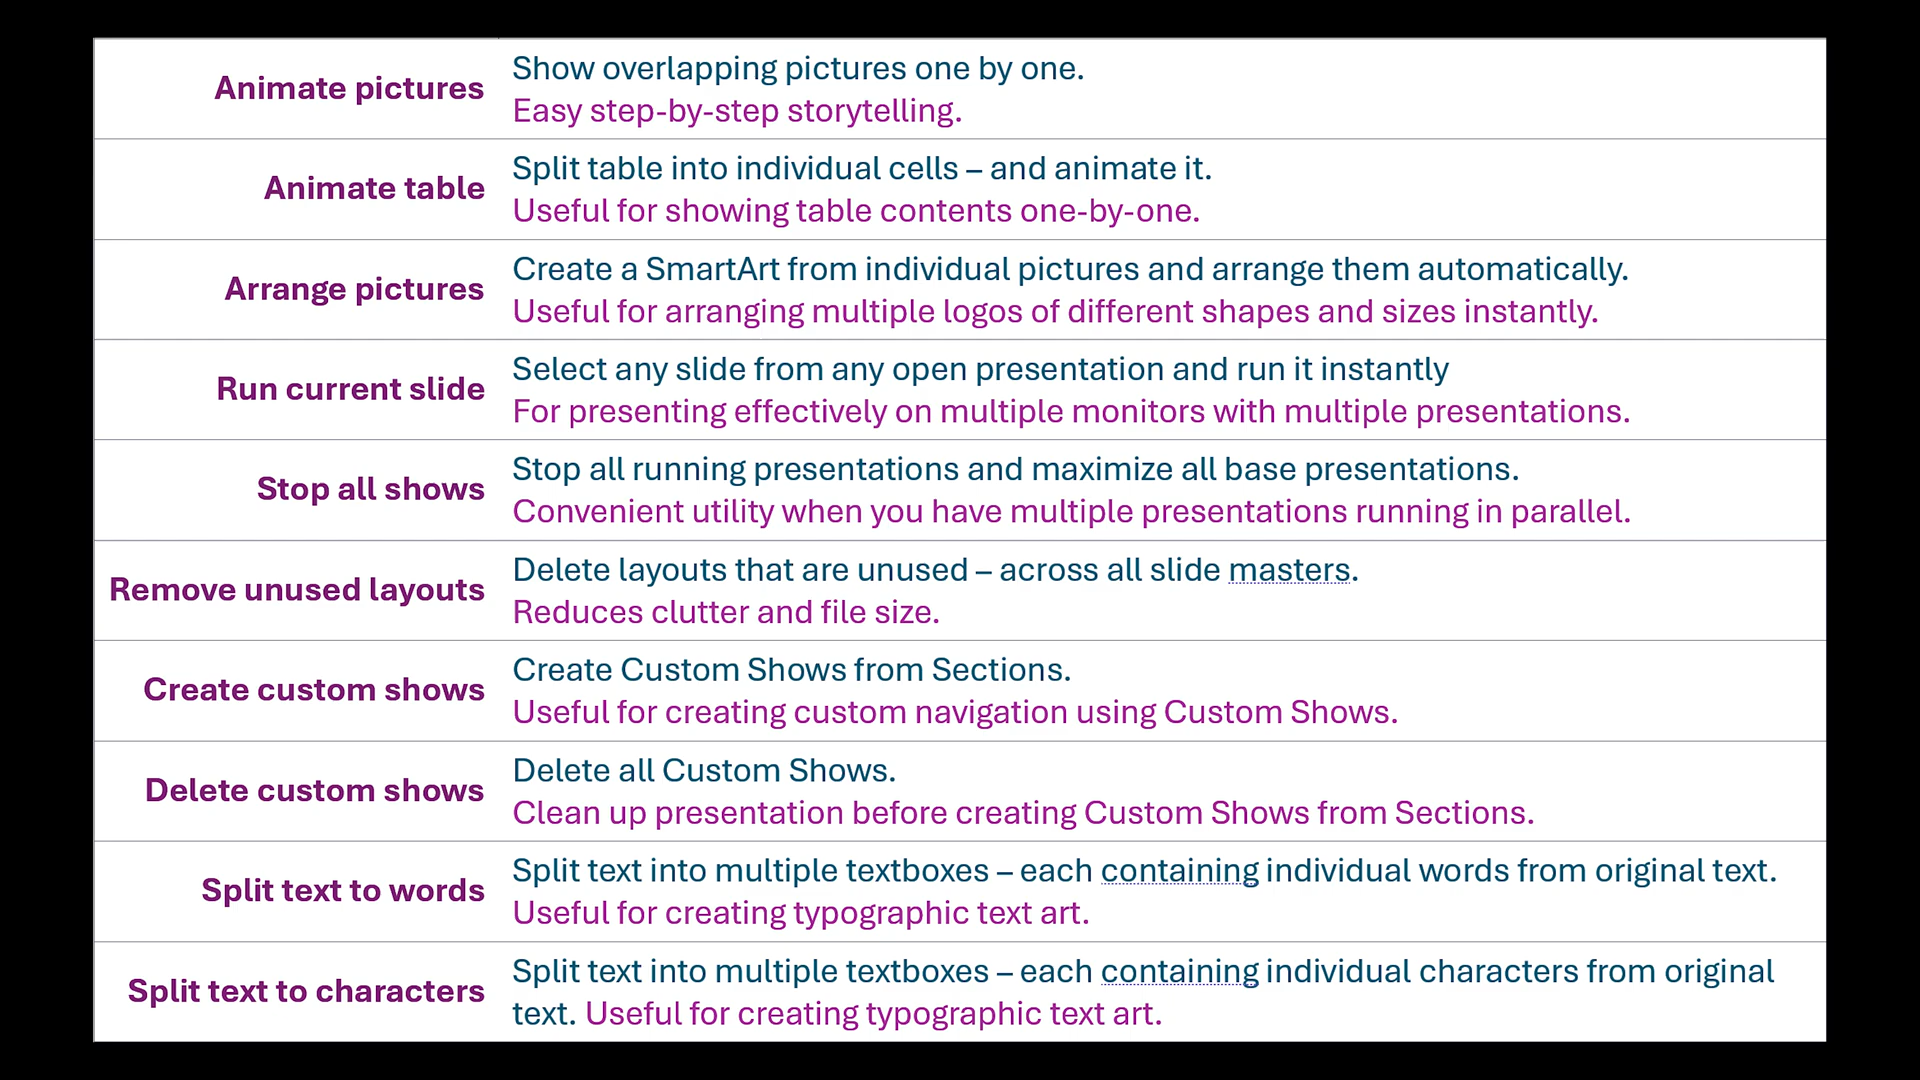 Animate pictures
Show overlapping pictures one by one.
Easy step-by-step storytelling.
Animate table
Split table into individual cells – and animate it.
Useful for showing table contents one-by-one.
Arrange pictures
Create a SmartArt from individual pictures and arrange them automatically.
Useful for arranging multiple logos of different shapes and sizes instantly.
Run current slide
Select any slide from any open presentation and run it instantly
For presenting effectively on multiple monitors with multiple presentations.
Stop all shows
Stop all running presentations and maximize all base presentations.
Convenient utility when you have multiple presentations running in parallel.
Remove unused layouts
Delete layouts that are unused – across all slide masters.
Reduces clutter and file size.
Create custom shows
Create Custom Shows from Sections.
Useful for creating custom navigation using Custom Shows.
Delete custom shows
Delete all Custom Shows.
Clean up presentation before creating Custom Shows from Sections.
Split text to words
Split text into multiple textboxes – each containing individual words from original text.
Useful for creating typographic text art.
Split text to characters
Split text into multiple textboxes – each containing individual characters from original
text. Useful for creating typographic text art.